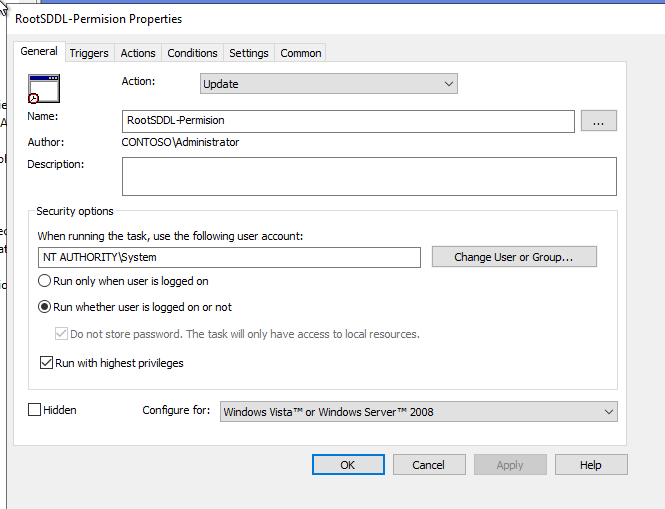 RootSDDL-Permision Properties
General Triggers Actions Conditions Settings Common
Action: Update
Name: RootSDDL-Permision ...
Author: CONTOSO\Administrator
Description:
Security options
When running the task, use the following user account:
NT AUTHORITY\System Change User or Group...
Run only when user is logged on
Run whether user is logged on or not
Do not store password. The task will only have access to local resources.
Run with highest privileges
Hidden Configure for: Windows Vista™ or Windows Server™ 2008
OK Cancel Apply Help